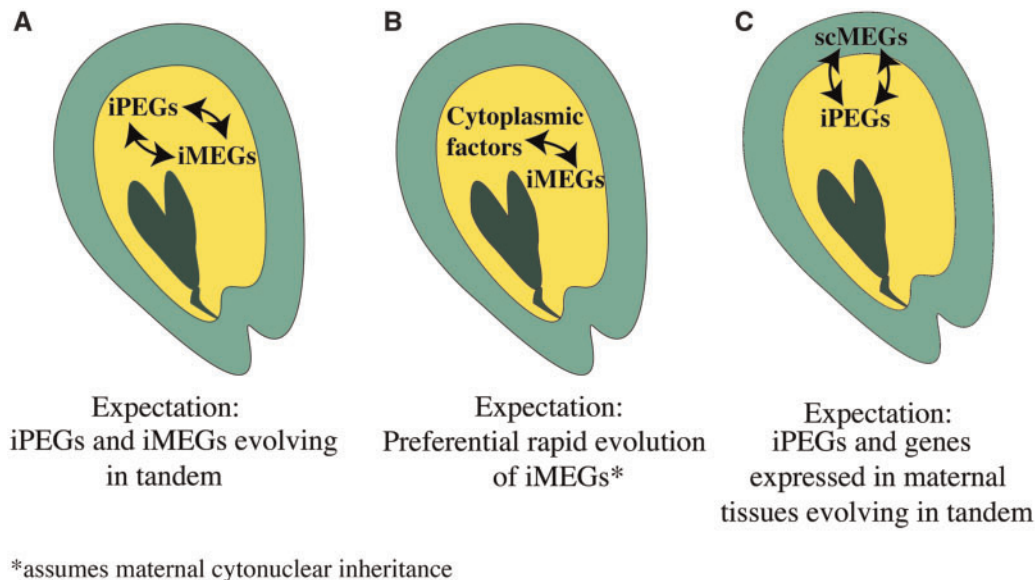 A
iPEGs
iMEGs
Expectation:
iPEGs and iMEGs evolving
in tandem
B
Cytoplasmic
factors
iMEGs
Expectation:
Preferential rapid evolution
of iMEGs*
C
scMEGs
iPEGs
Expectation:
iPEGs and genes
expressed in maternal
tissues evolving in tandem
*assumes maternal cytonuclear inheritance